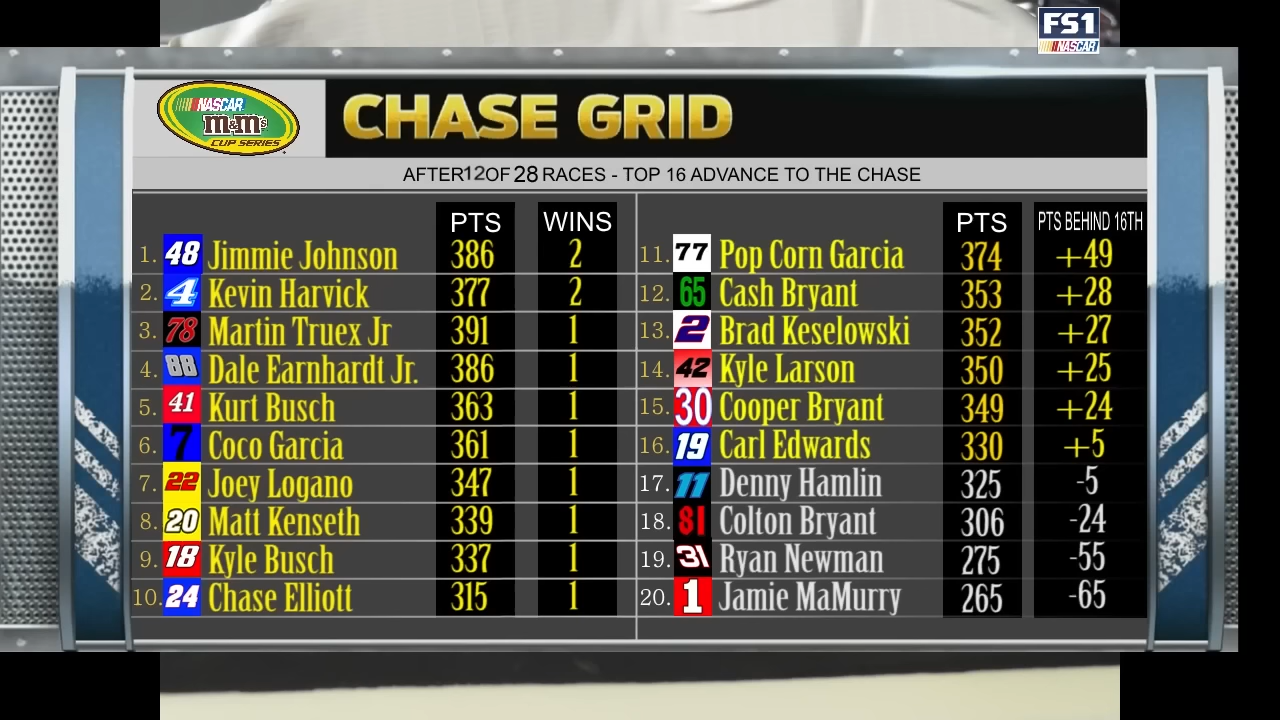 FS1
NASCAR
NASCAR
m&m's
CUP SERIES
CHASE GRID
AFTER 12 OF 28 RACES - TOP 16 ADVANCE TO THE CHASE
PTS WINS
1. 48 Jimmie Johnson 386 2
2. 4 Kevin Harvick 377 2
3. 78 Martin Truex Jr 391 1
4. 88 Dale Earnhardt Jr. 386 1
5. 41 Kurt Busch 363 1
6. 7 Coco Garcia 361 1
7. 22 Joey Logano 347 1
8. 20 Matt Kenseth 339 1
9. 18 Kyle Busch 337 1
10. 24 Chase Elliott 315 1
PTS PTS BEHIND 16TH
11. 77 Pop Corn Garcia 374 +49
12. 65 Cash Bryant 353 +28
13. 2 Brad Keselowski 352 +27
14. 42 Kyle Larson 350 +25
15. 30 Cooper Bryant 349 +24
16. 19 Carl Edwards 330 +5
17. 11 Denny Hamlin 325 -5
18. 81 Colton Bryant 306 -24
19. 31 Ryan Newman 275 -55
20. 1 Jamie MaMurry 265 -65